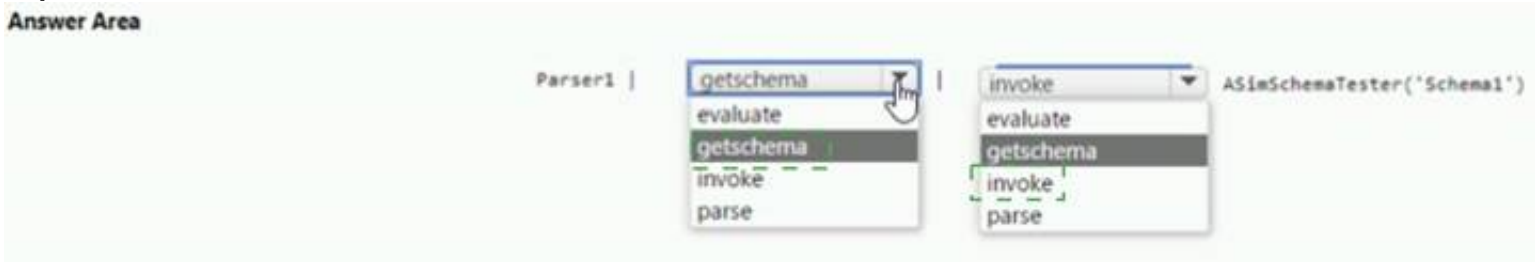 Answer Area
Parser1 | getschema | invoke ASimSchemaTester('Schema1')
evaluate evaluate
getschema getschema
invoke invoke
parse parse